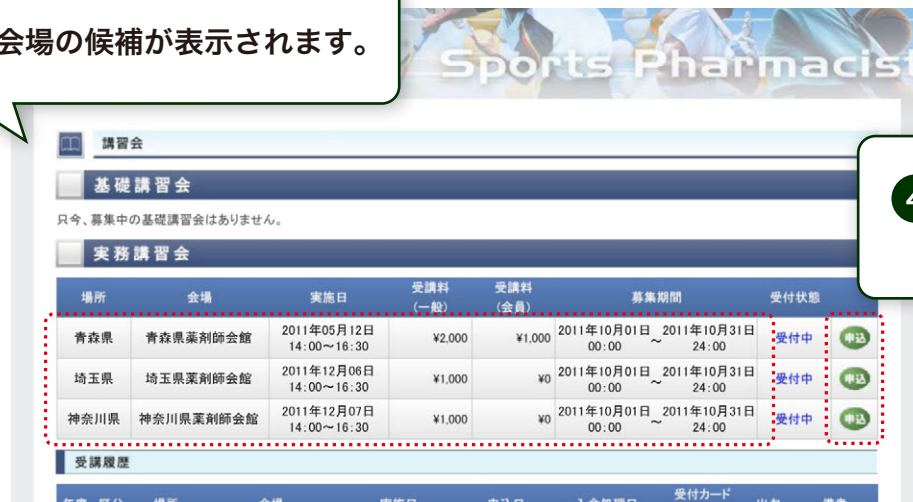 会場の候補が表示されます。
Sports Pharmacist
講習会
基礎講習会
只今、募集中の基礎講習会はありません。
実務講習会
場所 会場 実施日 受講料(一般) 受講料(会員) 募集期間 受付状態
青森県 青森県薬剤師会館 2011年05月12日 14:00～16:30 ¥2,000 ¥1,000 2011年10月01日 00:00 ～ 2011年10月31日 24:00 受付中 申込
埼玉県 埼玉県薬剤師会館 2011年12月06日 14:00～16:30 ¥1,000 ¥0 2011年10月01日 00:00 ～ 2011年10月31日 24:00 受付中 申込
神奈川県 神奈川県薬剤師会館 2011年12月07日 14:00～16:30 ¥1,000 ¥0 2011年10月01日 00:00 ～ 2011年10月31日 24:00 受付中 申込
受講履歴
受付カード